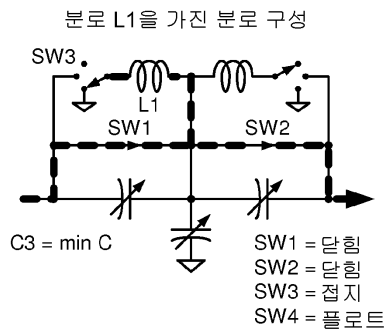 분로 L1을 가진 분로 구성
SW3
L1
SW1
SW2
C3 = min C
SW1 = 닫힘
SW2 = 닫힘
SW3 = 접지
SW4 = 플로트